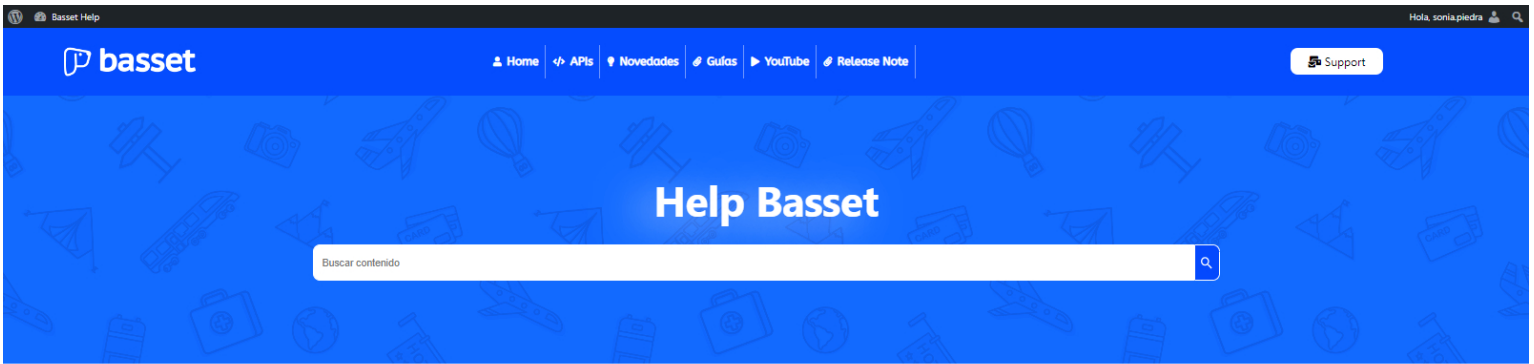 Basset Help
Hola, sonia.piedra
basset
Home
APIs
Novedades
Guías
YouTube
Release Note
Support
Help Basset
Buscar contenido